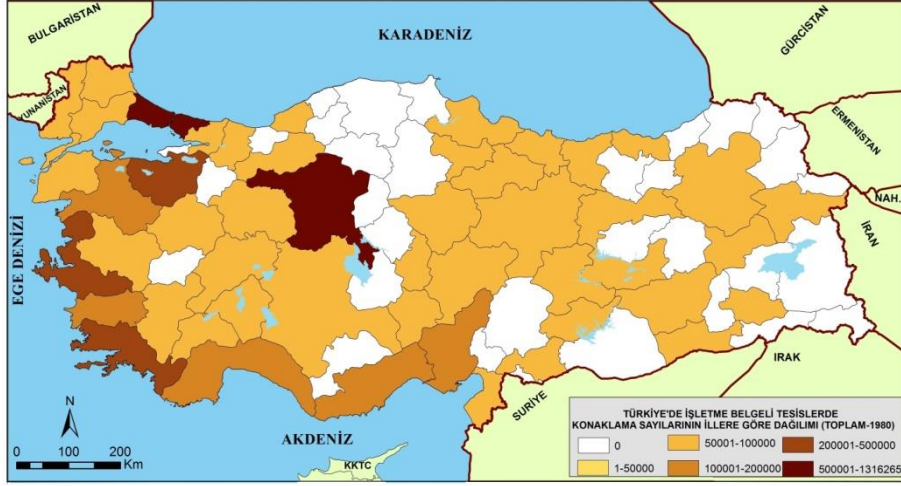 BULGARİSTAN
KARADENİZ
GÜRCİSTAN
YUNANİSTAN
ERMENİSTAN
NAH.
İRAN
EGE DENİZİ
IRAK
SURİYE
AKDENİZ
KKTC
N
0 50 100 200
Km
TÜRKİYE'DE İŞLETME BELGELİ TESİSLERDE
KONAKLAMA SAYILARININ İLLERE GÖRE DAĞILIMI (TOPLAM-1980)
0 50001-100000 200001-500000
1-50000 100001-200000 500001-1316265